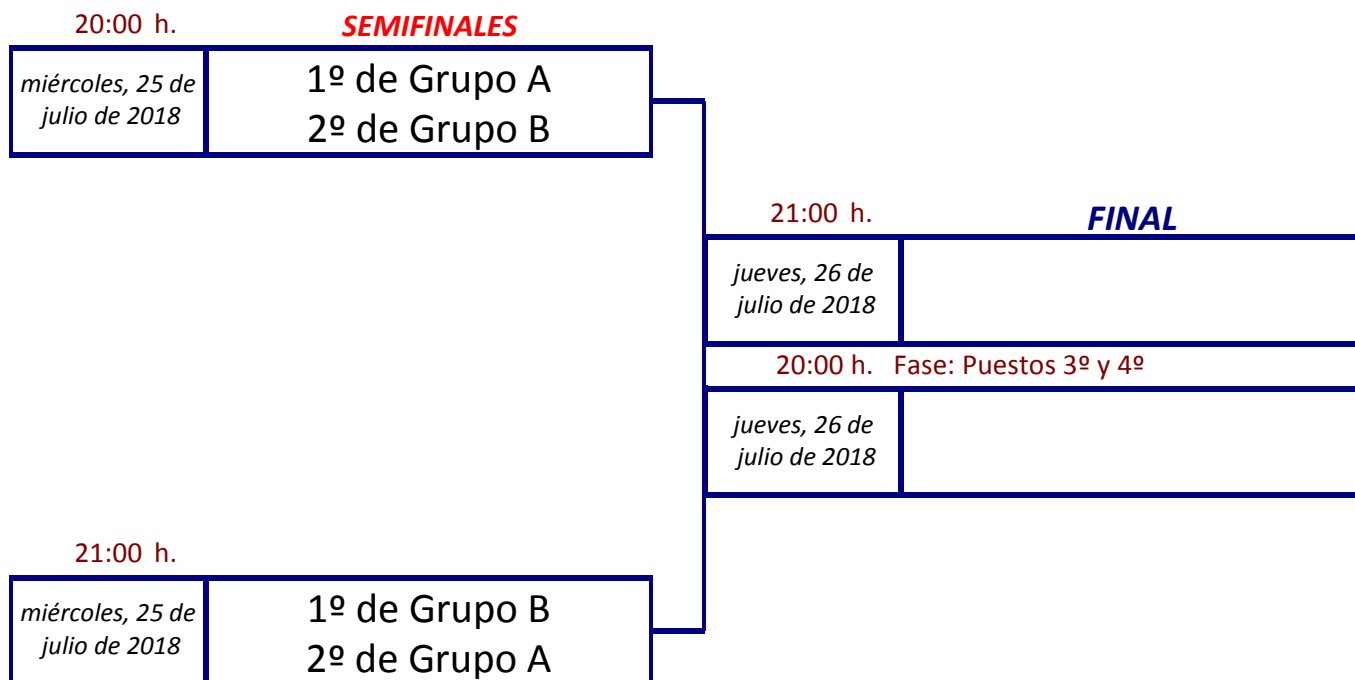 20:00 h. SEMIFINALES
miércoles, 25 de
julio de 2018
1º de Grupo A
2º de Grupo B
21:00 h. FINAL
jueves, 26 de
julio de 2018
20:00 h. Fase: Puestos 3º y 4º
jueves, 26 de
julio de 2018
21:00 h.
miércoles, 25 de
julio de 2018
1º de Grupo B
2º de Grupo A